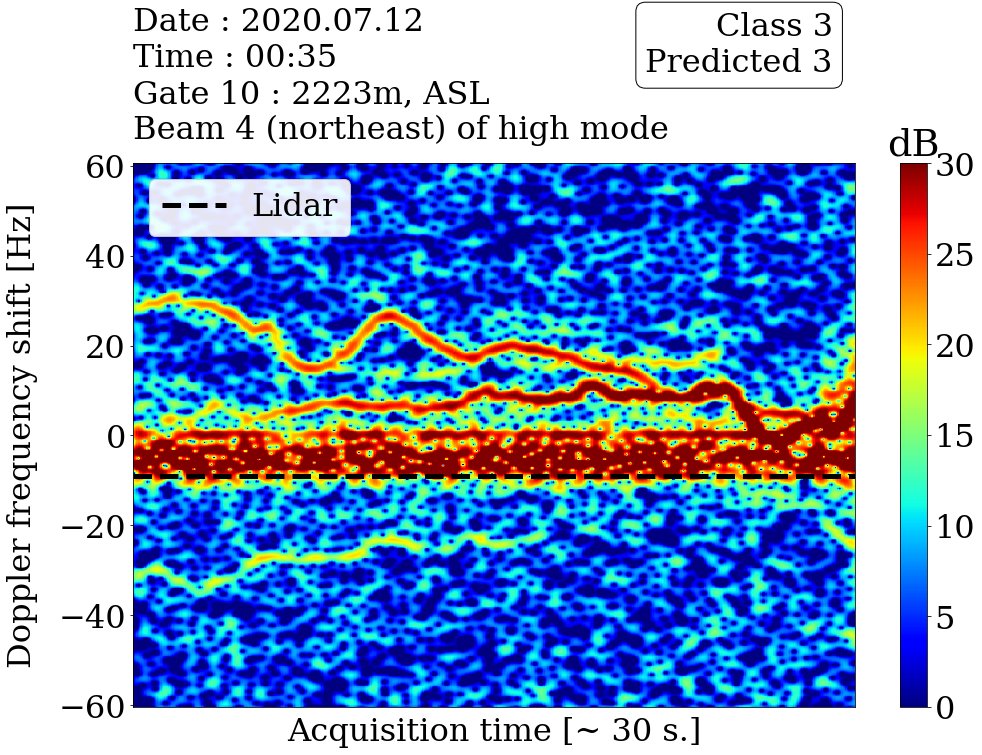 Date : 2020.07.12
Time : 00:35
Gate 10 : 2223m, ASL
Beam 4 (northeast) of high mode
Class 3
Predicted 3
dB
Lidar
Doppler frequency shift [Hz]
60
40
20
0
−20
−40
−60
30
25
20
15
10
5
0
Acquisition time [~ 30 s.]